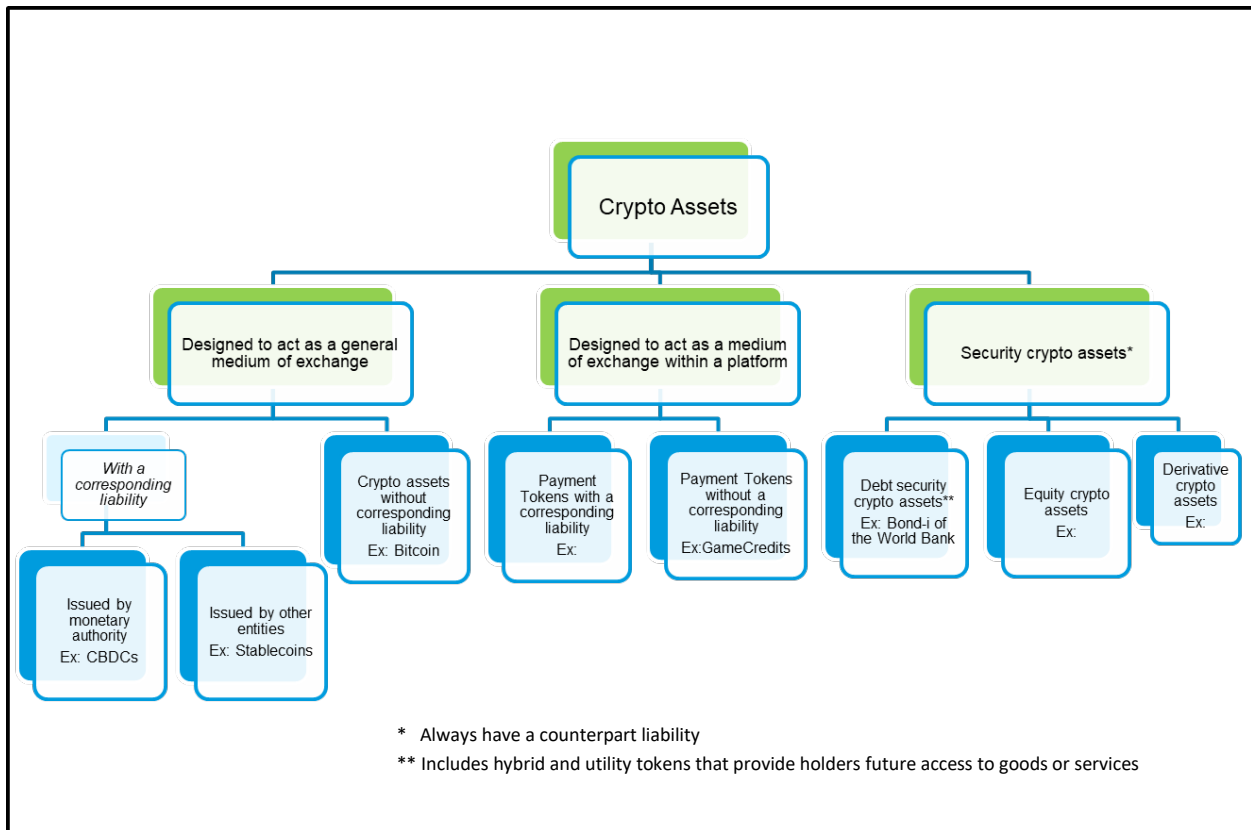 Crypto Assets
Designed to act as a general
medium of exchange
Designed to act as a medium
of exchange within a platform
Security crypto assets*
With a
corresponding
liability
Crypto assets
without
corresponding
liability
Ex: Bitcoin
Payment
Tokens with a
corresponding
liability
Ex:
Payment Tokens
without a
corresponding
liability
Ex:GameCredits
Debt security
crypto assets**
Ex: Bond-i of
the World Bank
Equity crypto
assets
Ex:
Derivative
crypto
assets
Ex:
Issued by
monetary
authority
Ex: CBDCs
Issued by other
entities
Ex: Stablecoins
* Always have a counterpart liability
** Includes hybrid and utility tokens that provide holders future access to goods or services